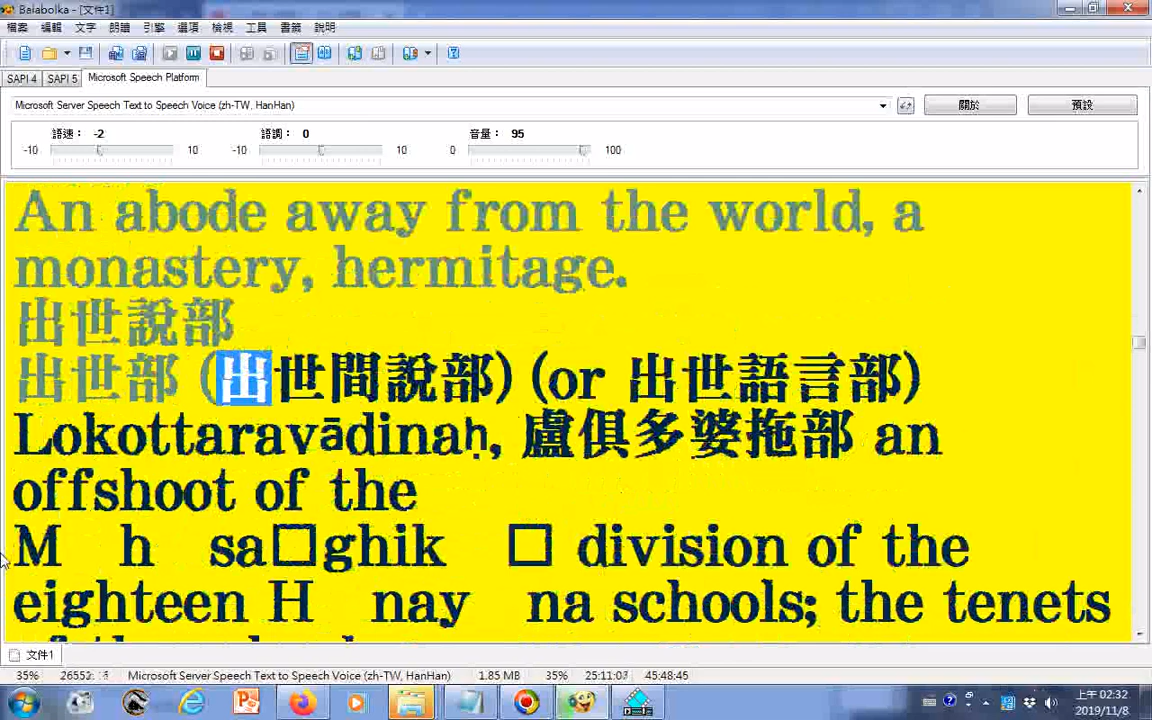 Balabolka - [文件1]
檔案 編輯 文字 朗讀 引擎 選項 檢視 工具 書籤 說明
SAPI 4 SAPI 5 Microsoft Speech Platform
Microsoft Server Speech Text to Speech Voice (zh-TW, HanHan) 關於 預設
語速： -2 語調： 0 音量： 95
-10 10 -10 10 0 100
An abode away from the world, a
monastery, hermitage.
出世說部
出世部 (出世間說部) (or 出世語言部)
Lokottaravādinaḥ, 盧俱多婆拖部 an
offshoot of the
M h sa□ghik □ division of the
eighteen H nay na schools; the tenets
文件1
35% Microsoft Server Speech Text to Speech Voice (zh-TW, HanHan) 1.85 MB 35% 25:11:03 45:48:45
上午 02:32
2019/11/8